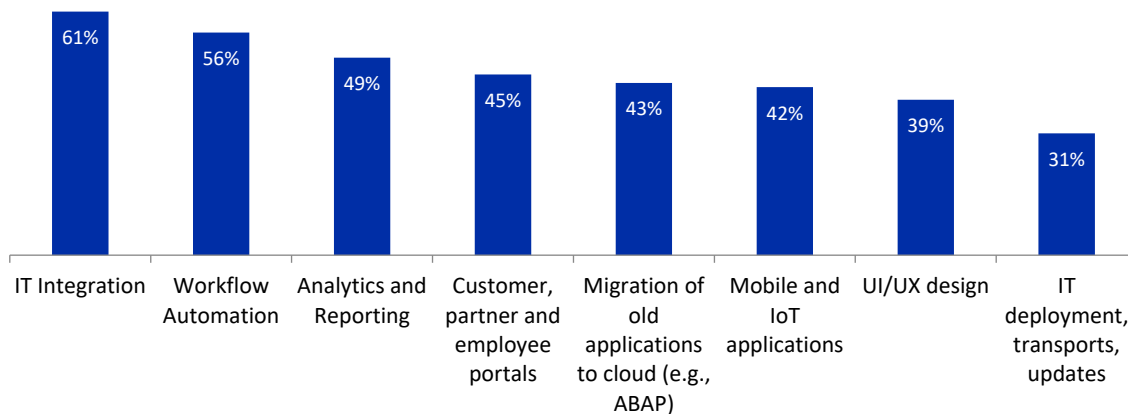 61%
56%
49%
45%
43%
42%
39%
31%
IT Integration
Workflow
Automation
Analytics and
Reporting
Customer,
partner and
employee
portals
Migration of
old
applications
to cloud (e.g.,
ABAP)
Mobile and
IoT
applications
UI/UX design
IT
deployment,
transports,
updates